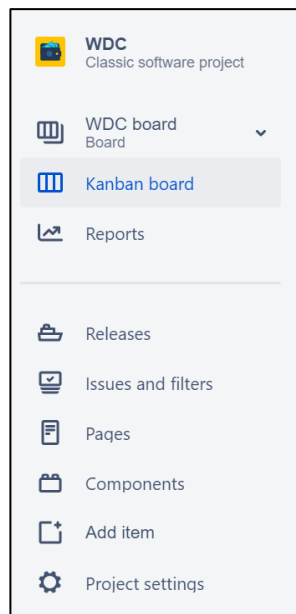 WDC
Classic software project
WDC board
Board
Kanban board
Reports
Releases
Issues and filters
Pages
Components
Add item
Project settings